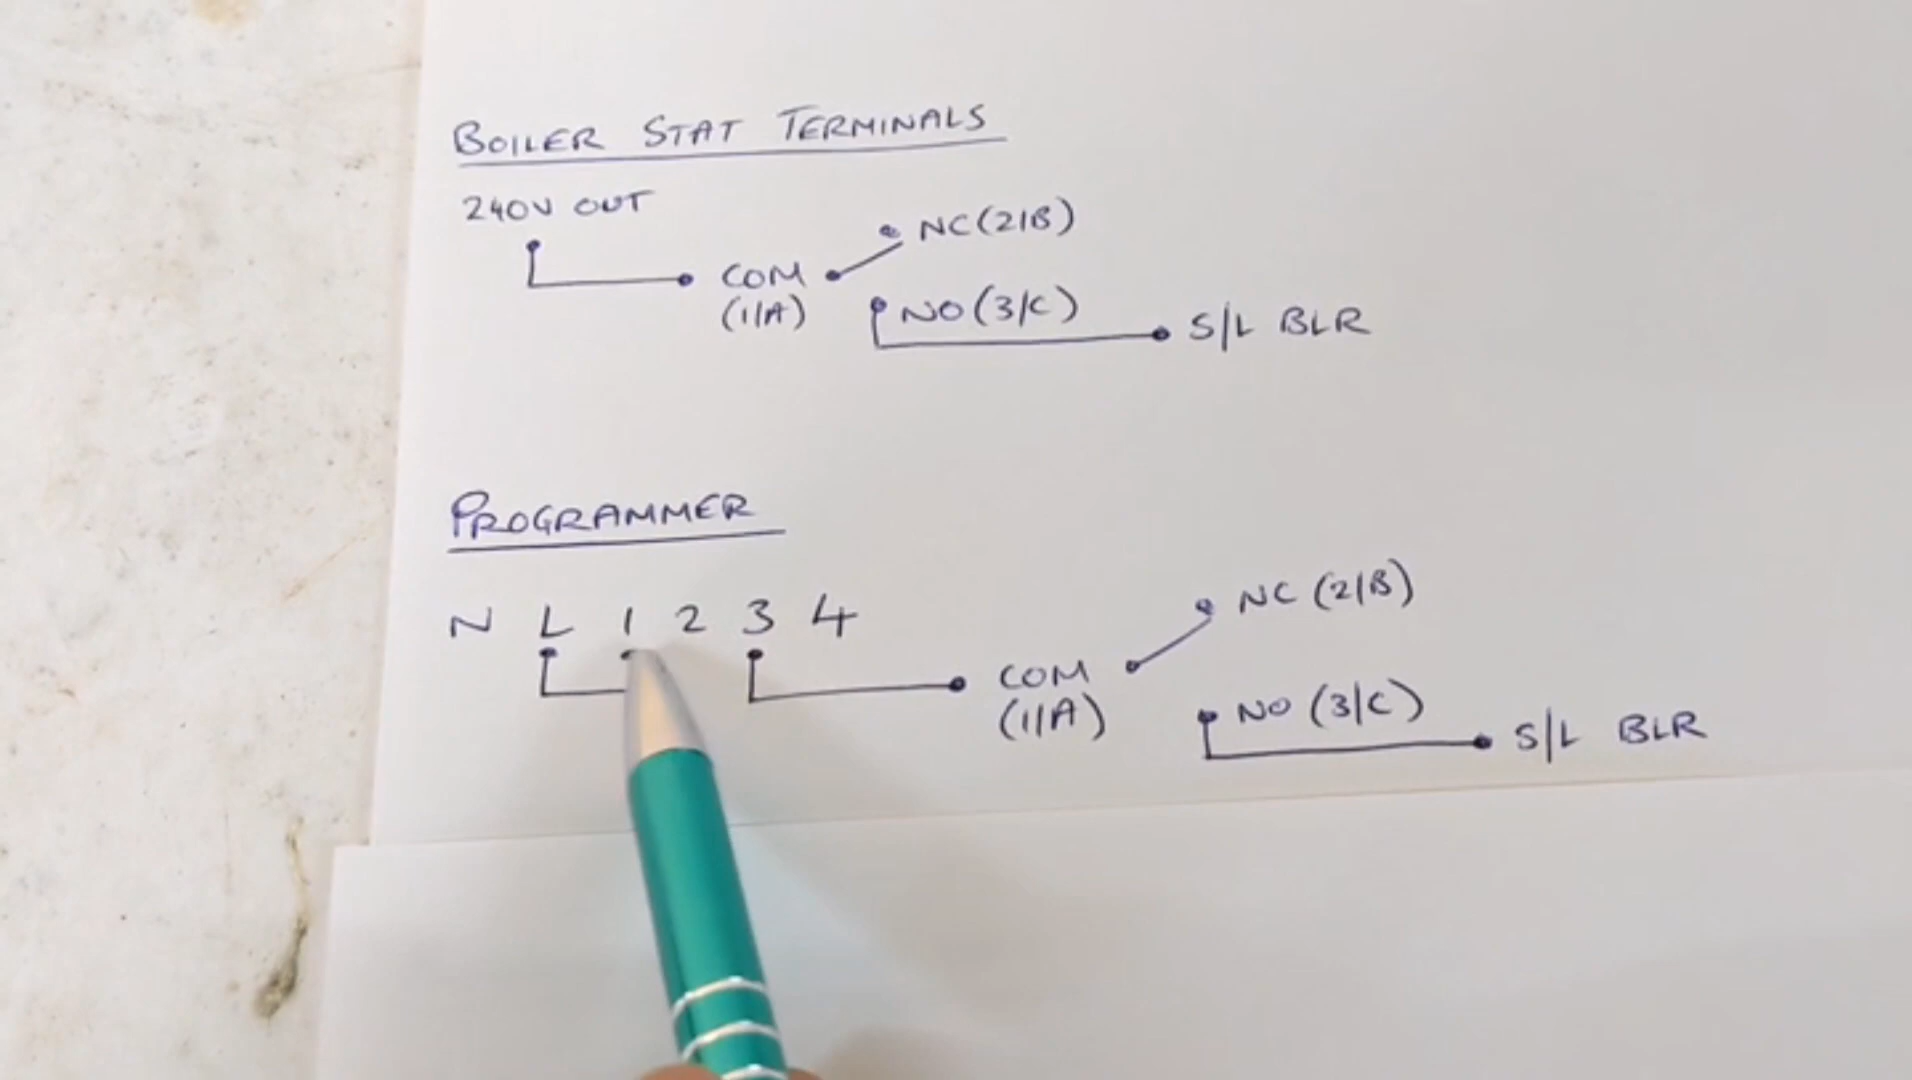 BOILER STAT TERMINALS
240V OUT
NC (2/B)
COM
(1/A)
NO (3/C)
S/L BLR
PROGRAMMER
N L 1 2 3 4
NC (2/B)
COM
(1/A)
NO (3/C)
S/L BLR